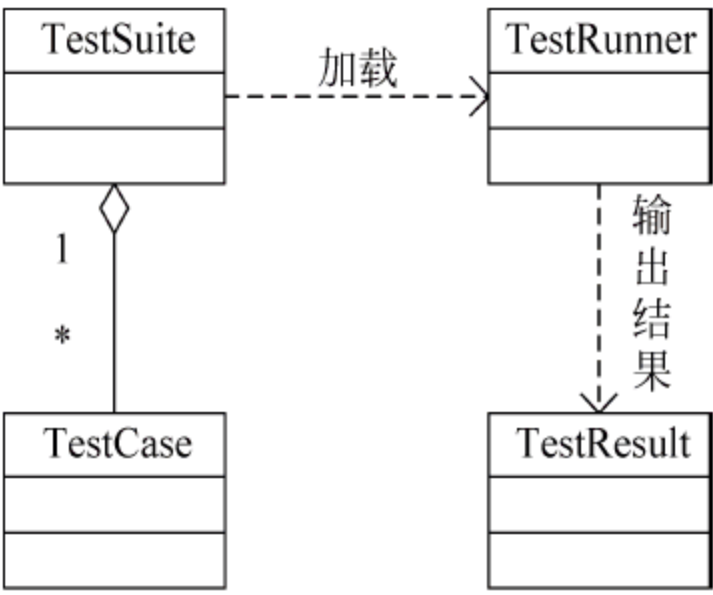 TestSuite
加载
TestRunner
1
*
输出结果
TestCase
TestResult